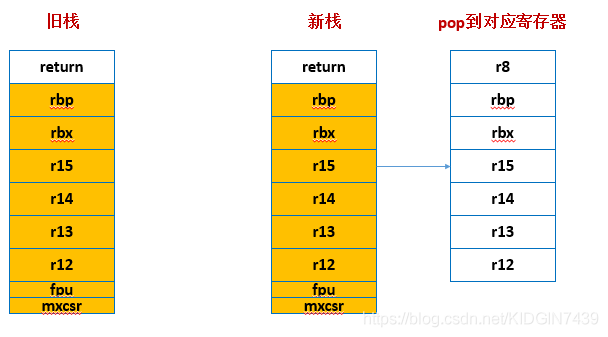 旧栈
return
rbp
rbx
r15
r14
r13
r12
fpu
mxcsr
新栈
return
rbp
rbx
r15
r14
r13
r12
fpu
mxcsr
pop到对应寄存器
r8
rbp
rbx
r15
r14
r13
r12
https://blog.csdn.net/KIDGIN7439